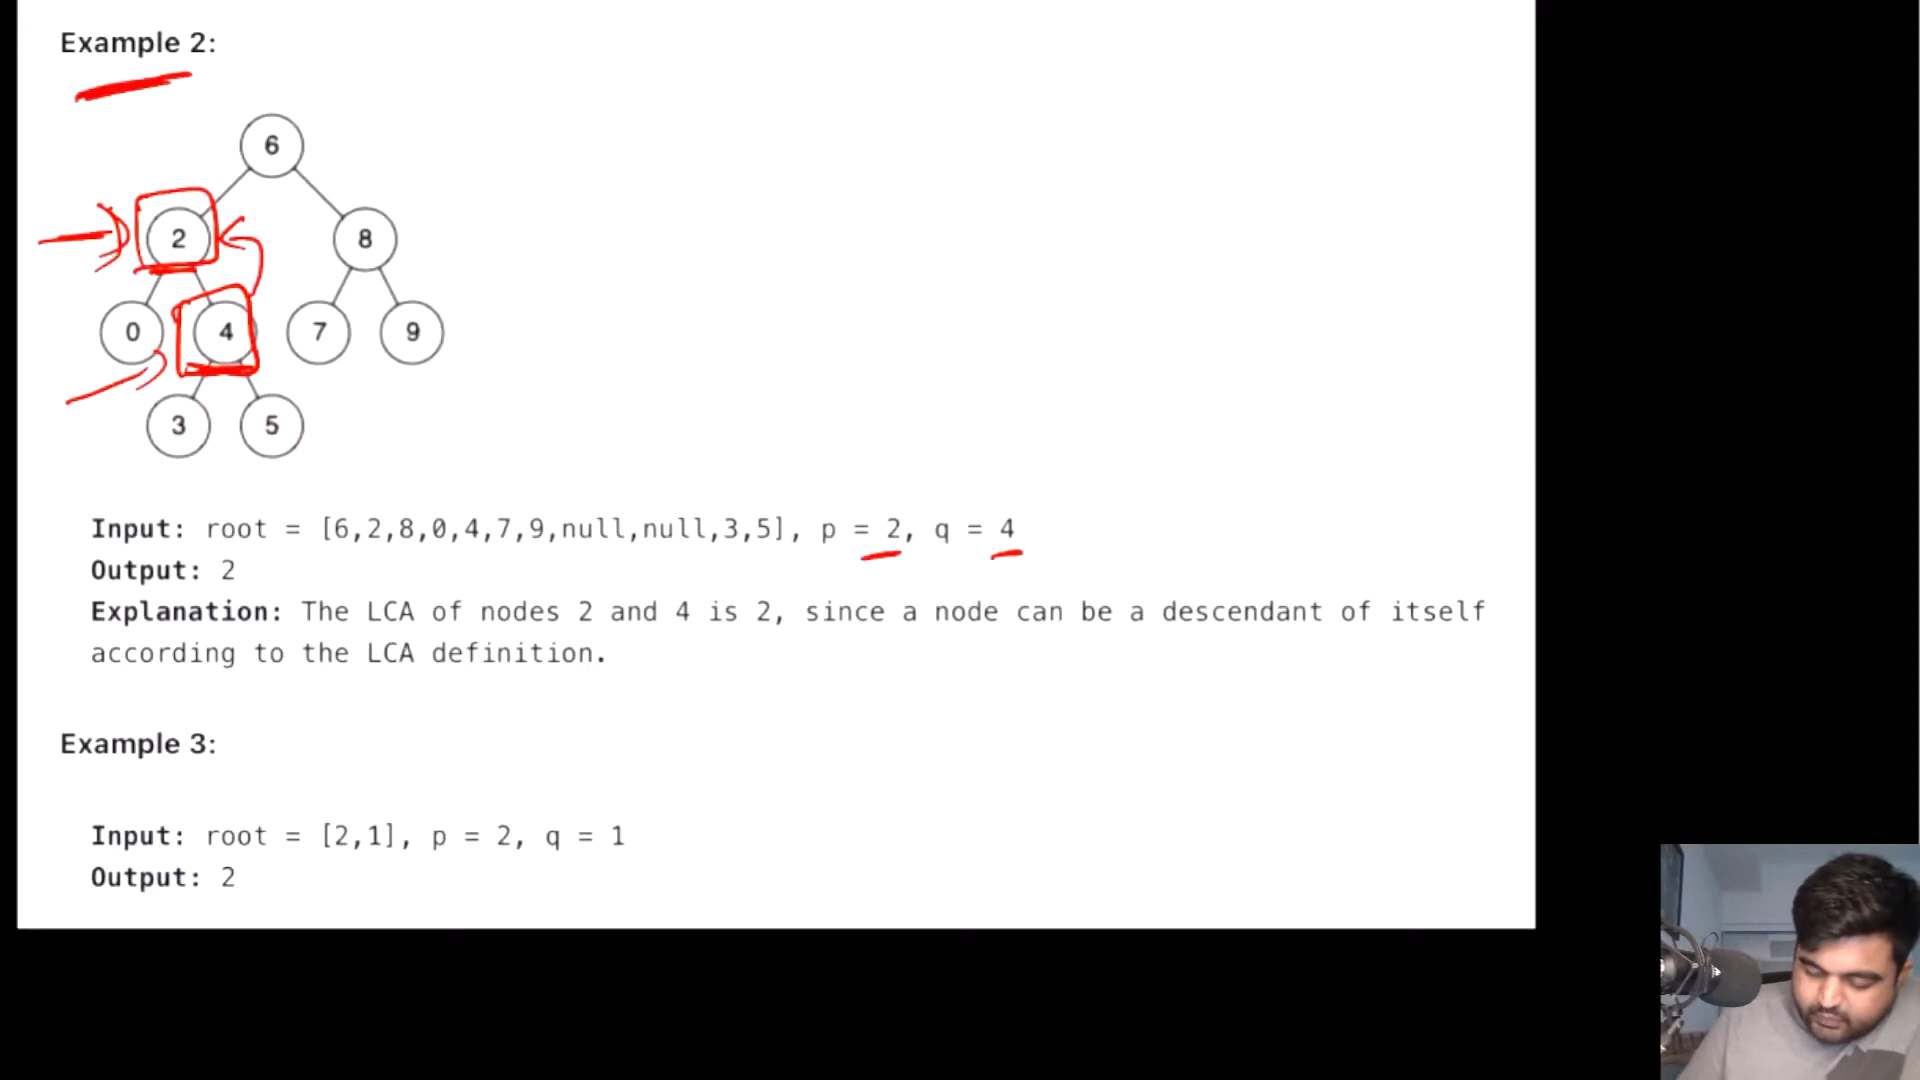 Example 2:
6
2
8
0
4
7
9
3
5
Input: root = [6,2,8,0,4,7,9,null,null,3,5], p = 2, q = 4
Output: 2
Explanation: The LCA of nodes 2 and 4 is 2, since a node can be a descendant of itself
according to the LCA definition.
Example 3:
Input: root = [2,1], p = 2, q = 1
Output: 2